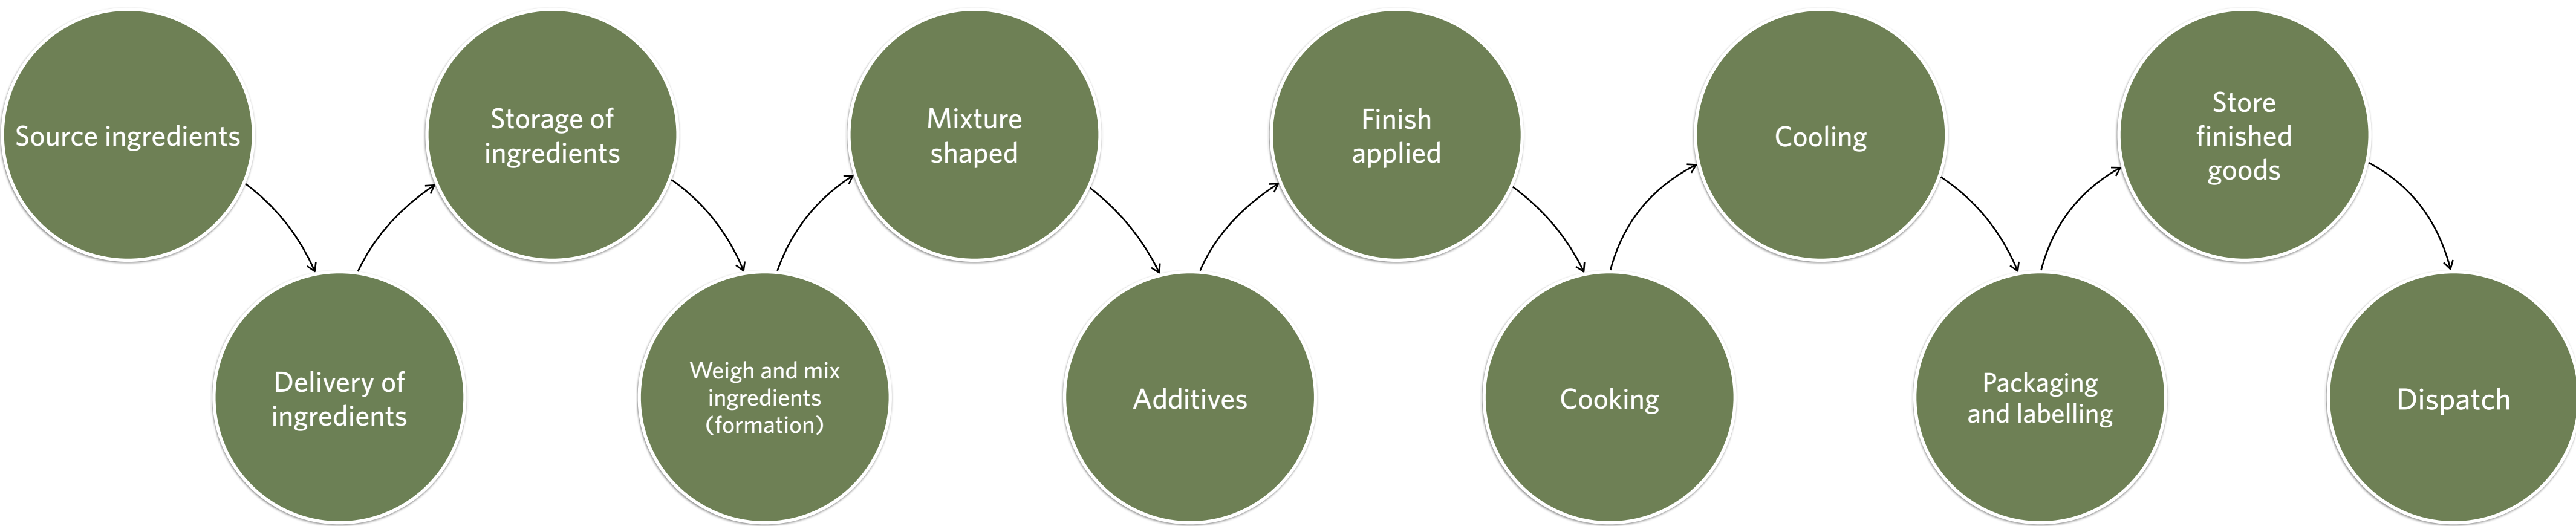 Source ingredients
Delivery of
ingredients
Storage of
ingredients
Weigh and mix
ingredients
(formation)
Mixture
shaped
Additives
Finish
applied
Cooking
Cooling
Packaging
and labelling
Store
finished
goods
Dispatch